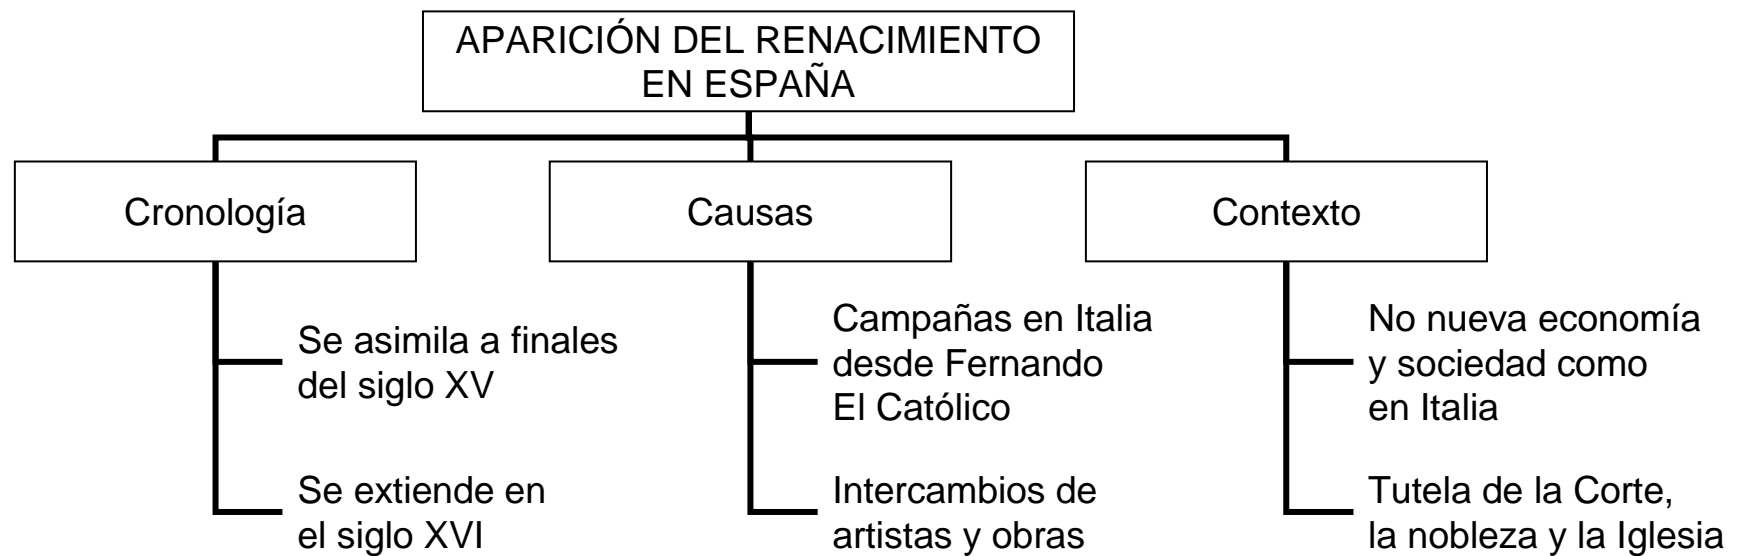 APARICIÓN DEL RENACIMIENTO
EN ESPAÑA
Cronología
Causas
Contexto
Se asimila a finales
del siglo XV
Se extiende en
el siglo XVI
Campañas en Italia
desde Fernando
El Católico
Intercambios de
artistas y obras
No nueva economía
y sociedad como
en Italia
Tutela de la Corte,
la nobleza y la Iglesia